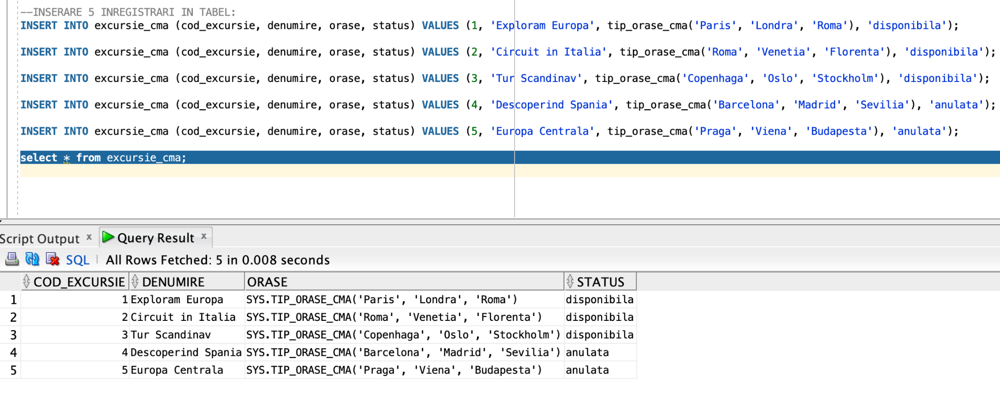 --INSERARE 5 INREGISTRARI IN TABEL:
INSERT INTO excursie_cma (cod_excursie, denumire, orase, status) VALUES (1, 'Exploram Europa', tip_orase_cma('Paris', 'Londra', 'Roma'), 'disponibila');
INSERT INTO excursie_cma (cod_excursie, denumire, orase, status) VALUES (2, 'Circuit in Italia', tip_orase_cma('Roma', 'Venetia', 'Florenta'), 'disponibila');
INSERT INTO excursie_cma (cod_excursie, denumire, orase, status) VALUES (3, 'Tur Scandinav', tip_orase_cma('Copenhaga', 'Oslo', 'Stockholm'), 'disponibila');
INSERT INTO excursie_cma (cod_excursie, denumire, orase, status) VALUES (4, 'Descoperind Spania', tip_orase_cma('Barcelona', 'Madrid', 'Sevilia'), 'anulata');
INSERT INTO excursie_cma (cod_excursie, denumire, orase, status) VALUES (5, 'Europa Centrala', tip_orase_cma('Praga', 'Viena', 'Budapesta'), 'anulata');
select * from excursie_cma;
Script Output x Query Result x
SQL | All Rows Fetched: 5 in 0.008 seconds
COD_EXCURSIE DENUMIRE ORASE STATUS
1 1 Exploram Europa SYS.TIP_ORASE_CMA('Paris', 'Londra', 'Roma') disponibila
2 2 Circuit in Italia SYS.TIP_ORASE_CMA('Roma', 'Venetia', 'Florenta') disponibila
3 3 Tur Scandinav SYS.TIP_ORASE_CMA('Copenhaga', 'Oslo', 'Stockholm') disponibila
4 4 Descoperind Spania SYS.TIP_ORASE_CMA('Barcelona', 'Madrid', 'Sevilia') anulata
5 5 Europa Centrala SYS.TIP_ORASE_CMA('Praga', 'Viena', 'Budapesta') anulata